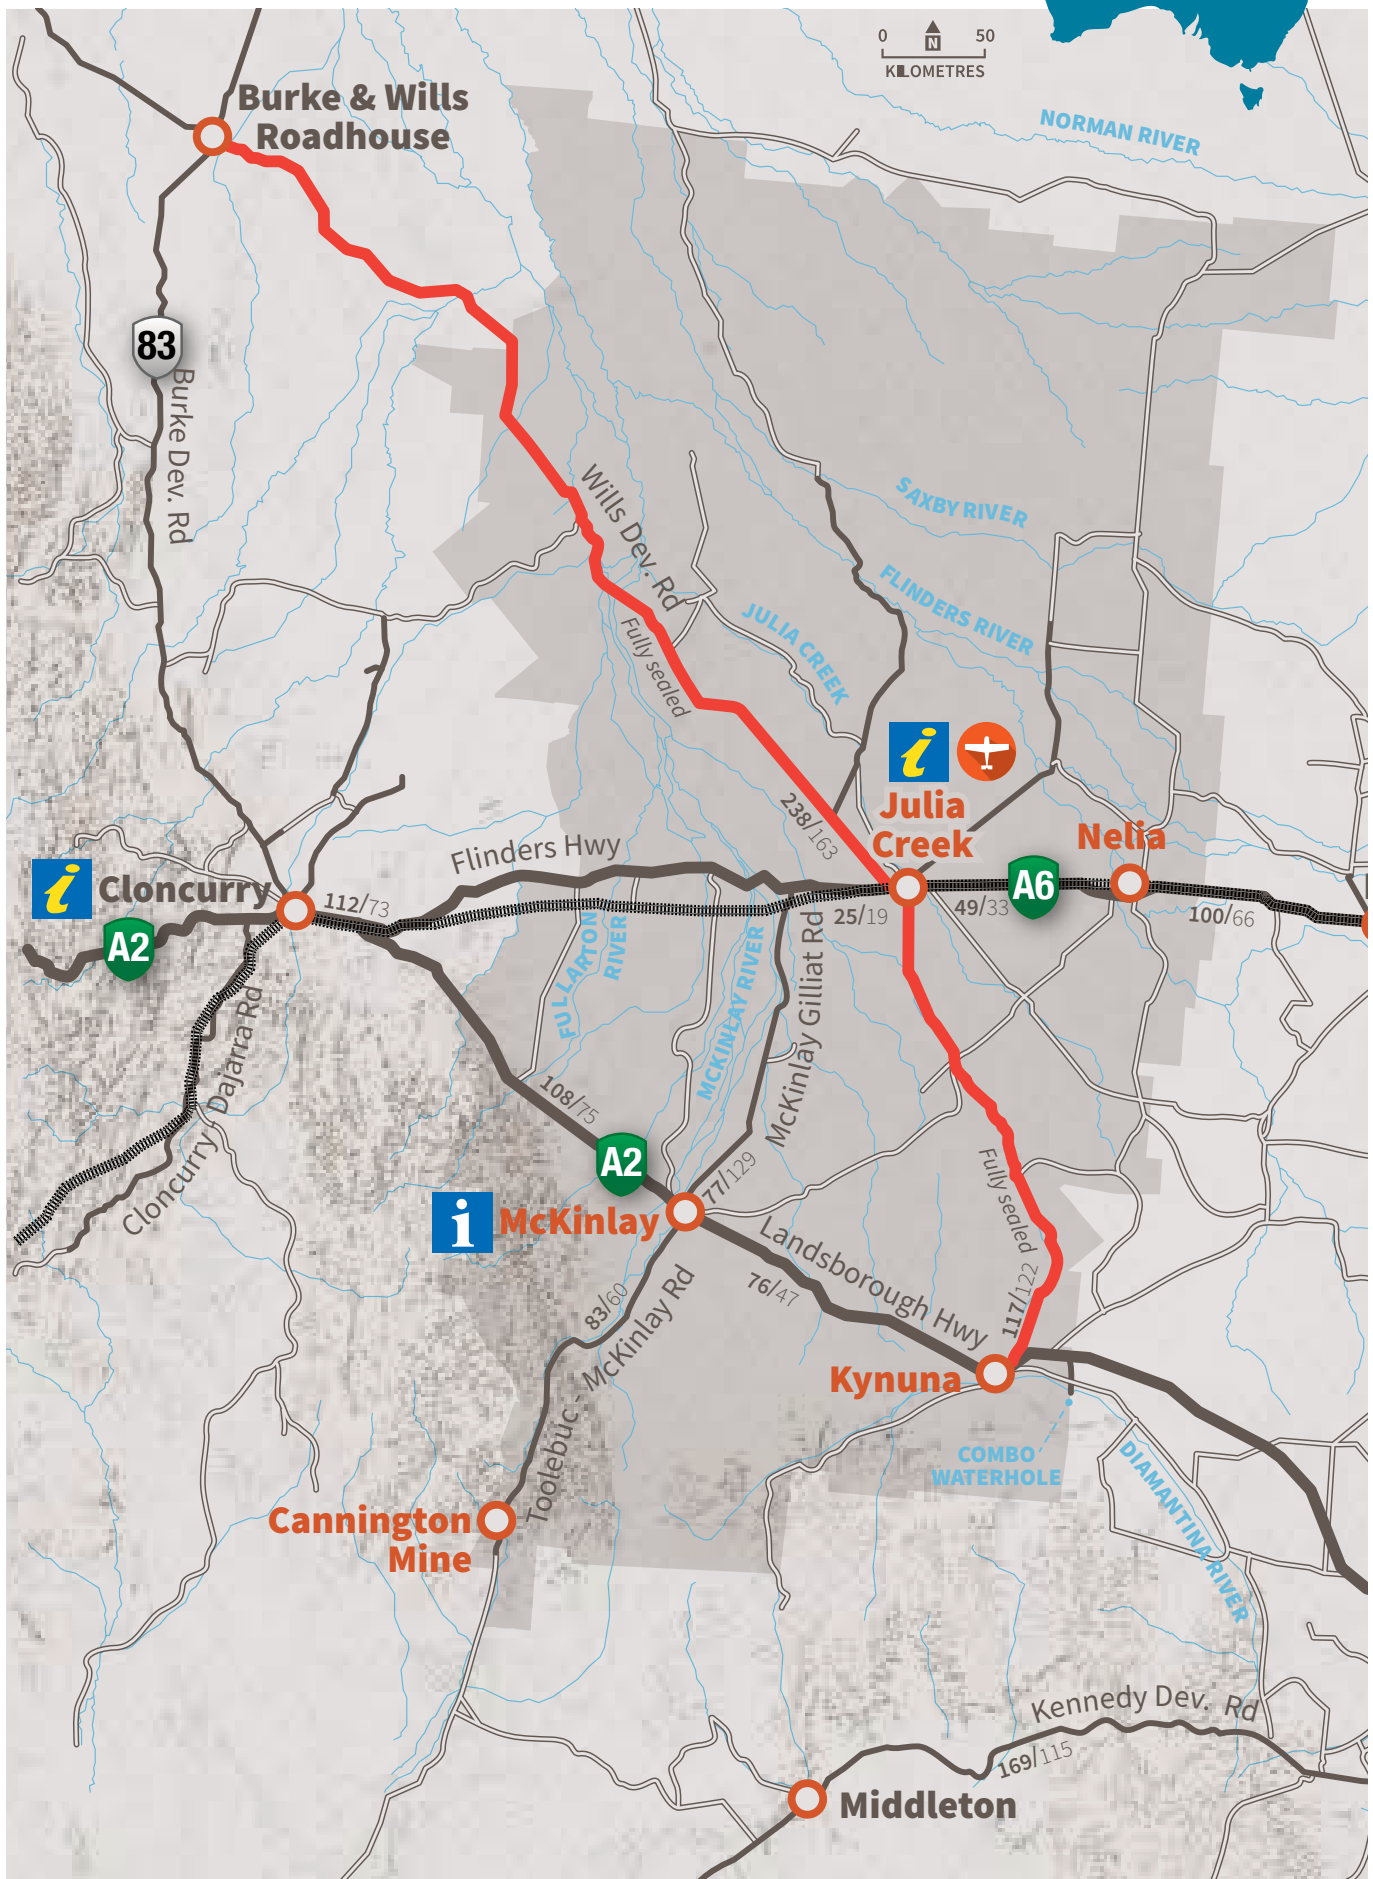 0 50
N
KILOMETRES
NORMAN RIVER
Burke & Wills
Roadhouse
83
Burke Dev. Rd
Wills Dev. Rd
Fully sealed
SAXBY RIVER
FLINDERS RIVER
JULIA CREEK
i
Julia
Creek
238/163
Nelia
Flinders Hwy
A6
i
Cloncurry
112/73
25/19
49/33
100/66
A2
FULLARTON
RIVER
MCKINLAY RIVER
McKinlay Gilliat Rd
Cloncurry - Dajarra Rd
108/75
A2
77/129
i
McKinlay
Fully sealed
Landsborough Hwy
76/47
83/60
117/122
Toolebuc - McKinlay Rd
Kynuna
COMBO
WATERHOLE
DIAMANTINA RIVER
Cannington
Mine
Kennedy Dev. Rd
169/115
Middleton